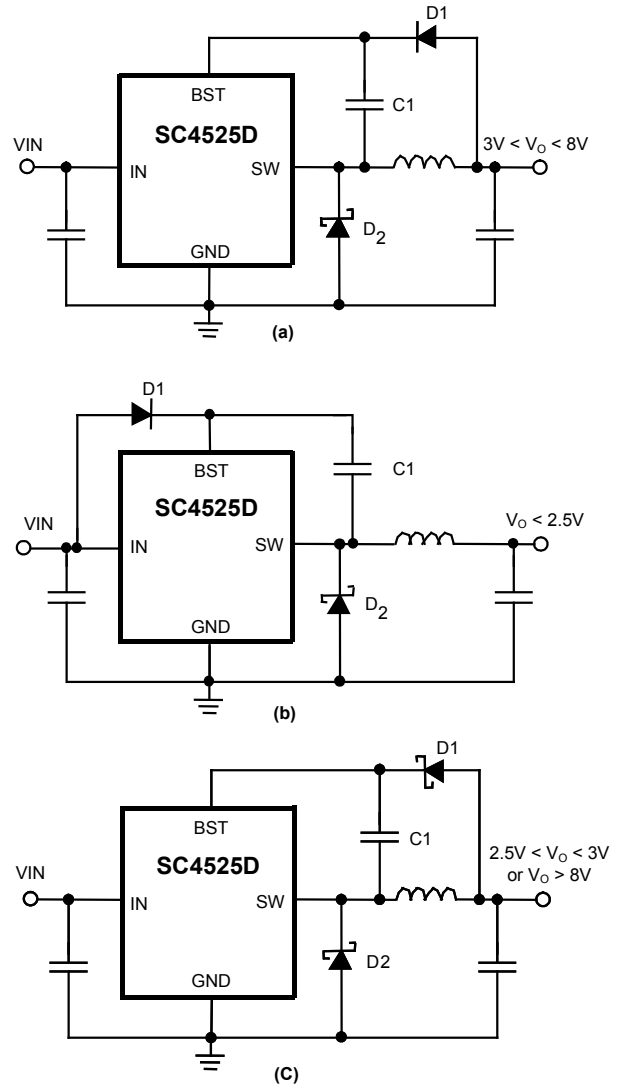 D1
BST
C1
SC4525D
VIN
IN
SW
3V < VO < 8V
D2
GND
(a)
D1
BST
C1
SC4525D
VIN
IN
SW
VO < 2.5V
D2
GND
(b)
D1
BST
C1
SC4525D
2.5V < VO < 3V
or VO > 8V
VIN
IN
SW
D2
GND
(C)